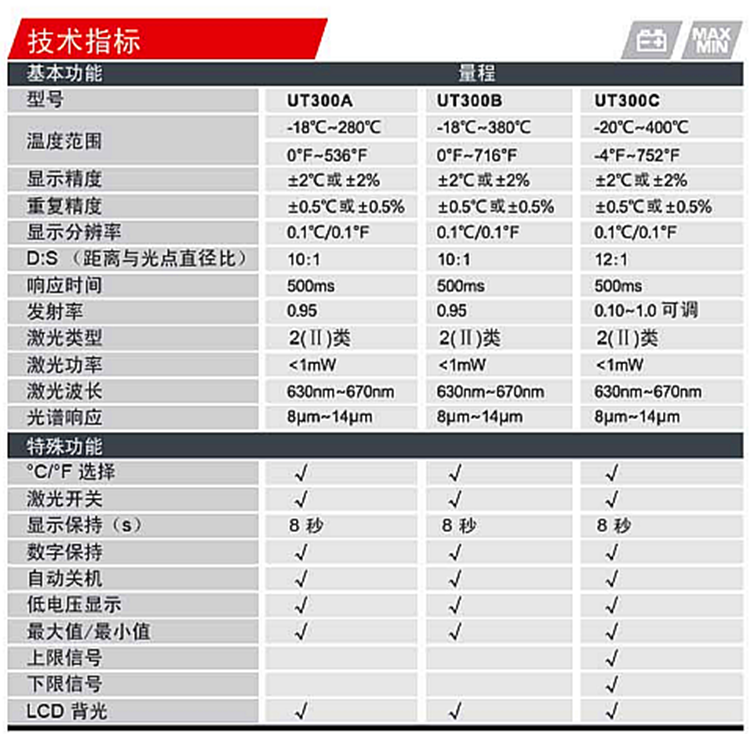 技术指标
MAX
MIN
基本功能 量程
型号 UT300A UT300B UT300C
温度范围 -18℃~280℃ -18℃~380℃ -20℃~400℃
0°F~536°F 0°F~716°F -4°F~752°F
显示精度 ±2℃或±2% ±2℃或±2% ±2℃或±2%
重复精度 ±0.5℃或±0.5% ±0.5℃或±0.5% ±0.5℃或±0.5%
显示分辨率 0.1℃/0.1°F 0.1℃/0.1°F 0.1℃/0.1°F
D:S（距离与光点直径比） 10:1 10:1 12:1
响应时间 500ms 500ms 500ms
发射率 0.95 0.95 0.10~1.0 可调
激光类型 2(Ⅱ)类 2(Ⅱ)类 2(Ⅱ)类
激光功率 <1mW <1mW <1mW
激光波长 630nm~670nm 630nm~670nm 630nm~670nm
光谱响应 8μm~14μm 8μm~14μm 8μm~14μm
特殊功能
°C/°F 选择 √ √ √
激光开关 √ √ √
显示保持（s） 8 秒 8 秒 8 秒
数字保持 √ √ √
自动关机 √ √ √
低电压显示 √ √ √
最大值/最小值 √ √ √
上限信号 √
下限信号 √
LCD 背光 √ √ √